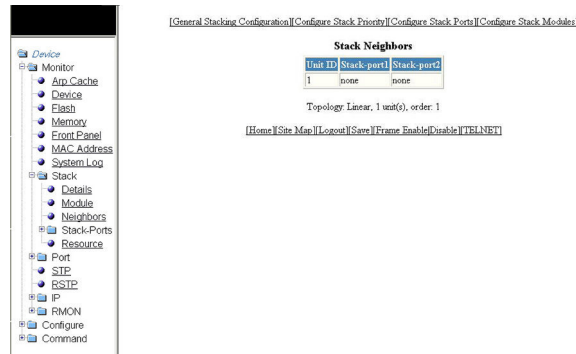 Device
Monitor
Arp Cache
Device
Flash
Memory
Front Panel
MAC Address
System Log
Stack
Details
Module
Neighbors
Stack-Ports
Resource
Port
STP
RSTP
IP
RMON
Configure
Command
[General Stacking Configuration][Configure Stack Priority][Configure Stack Ports][Configure Stack Modules]
Stack Neighbors
Unit ID Stack-port1 Stack-port2
1 none none
Topology: Linear, 1 unit(s), order: 1
[Home][Site Map][Logout][Save][Frame Enable|Disable][TELNET]